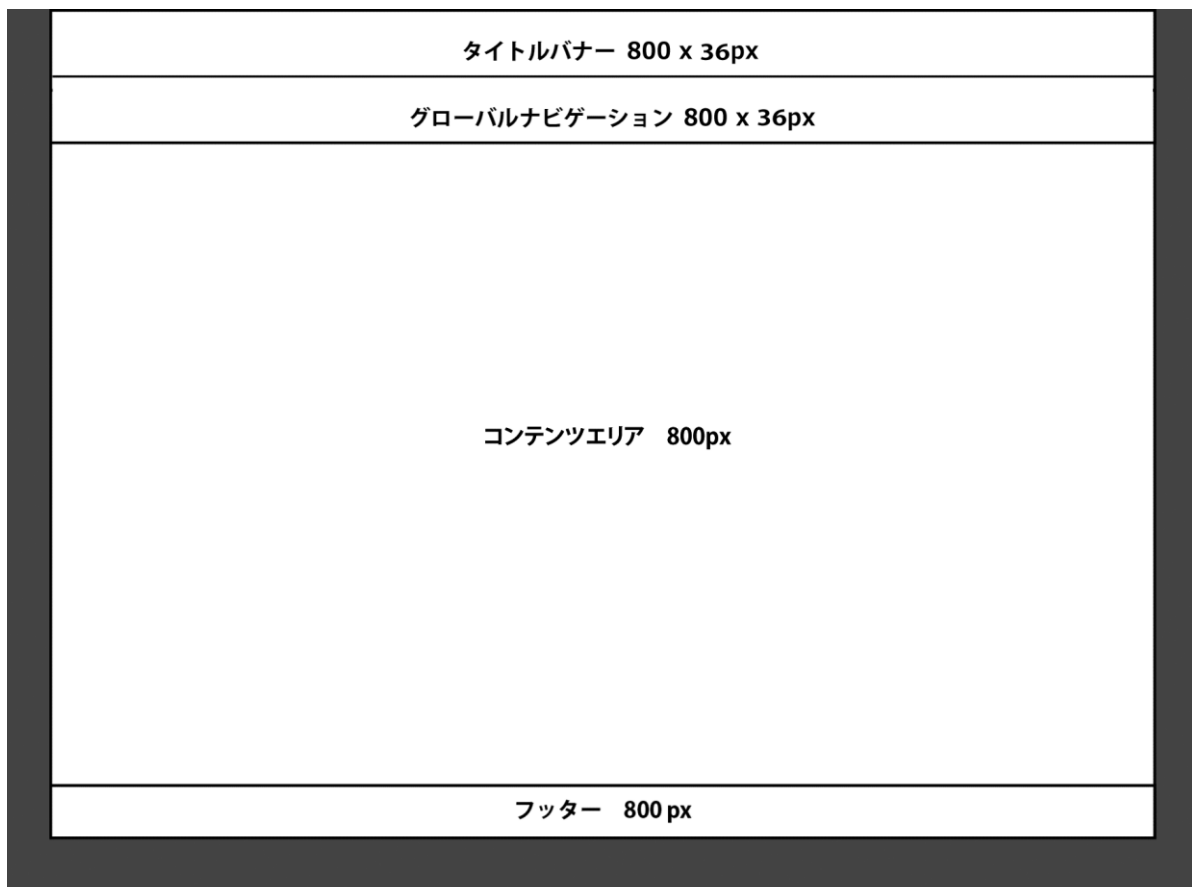 タイトルバナー 800 x 36px
グローバルナビゲーション 800 x 36px
コンテンツエリア　800px
フッター　800 px